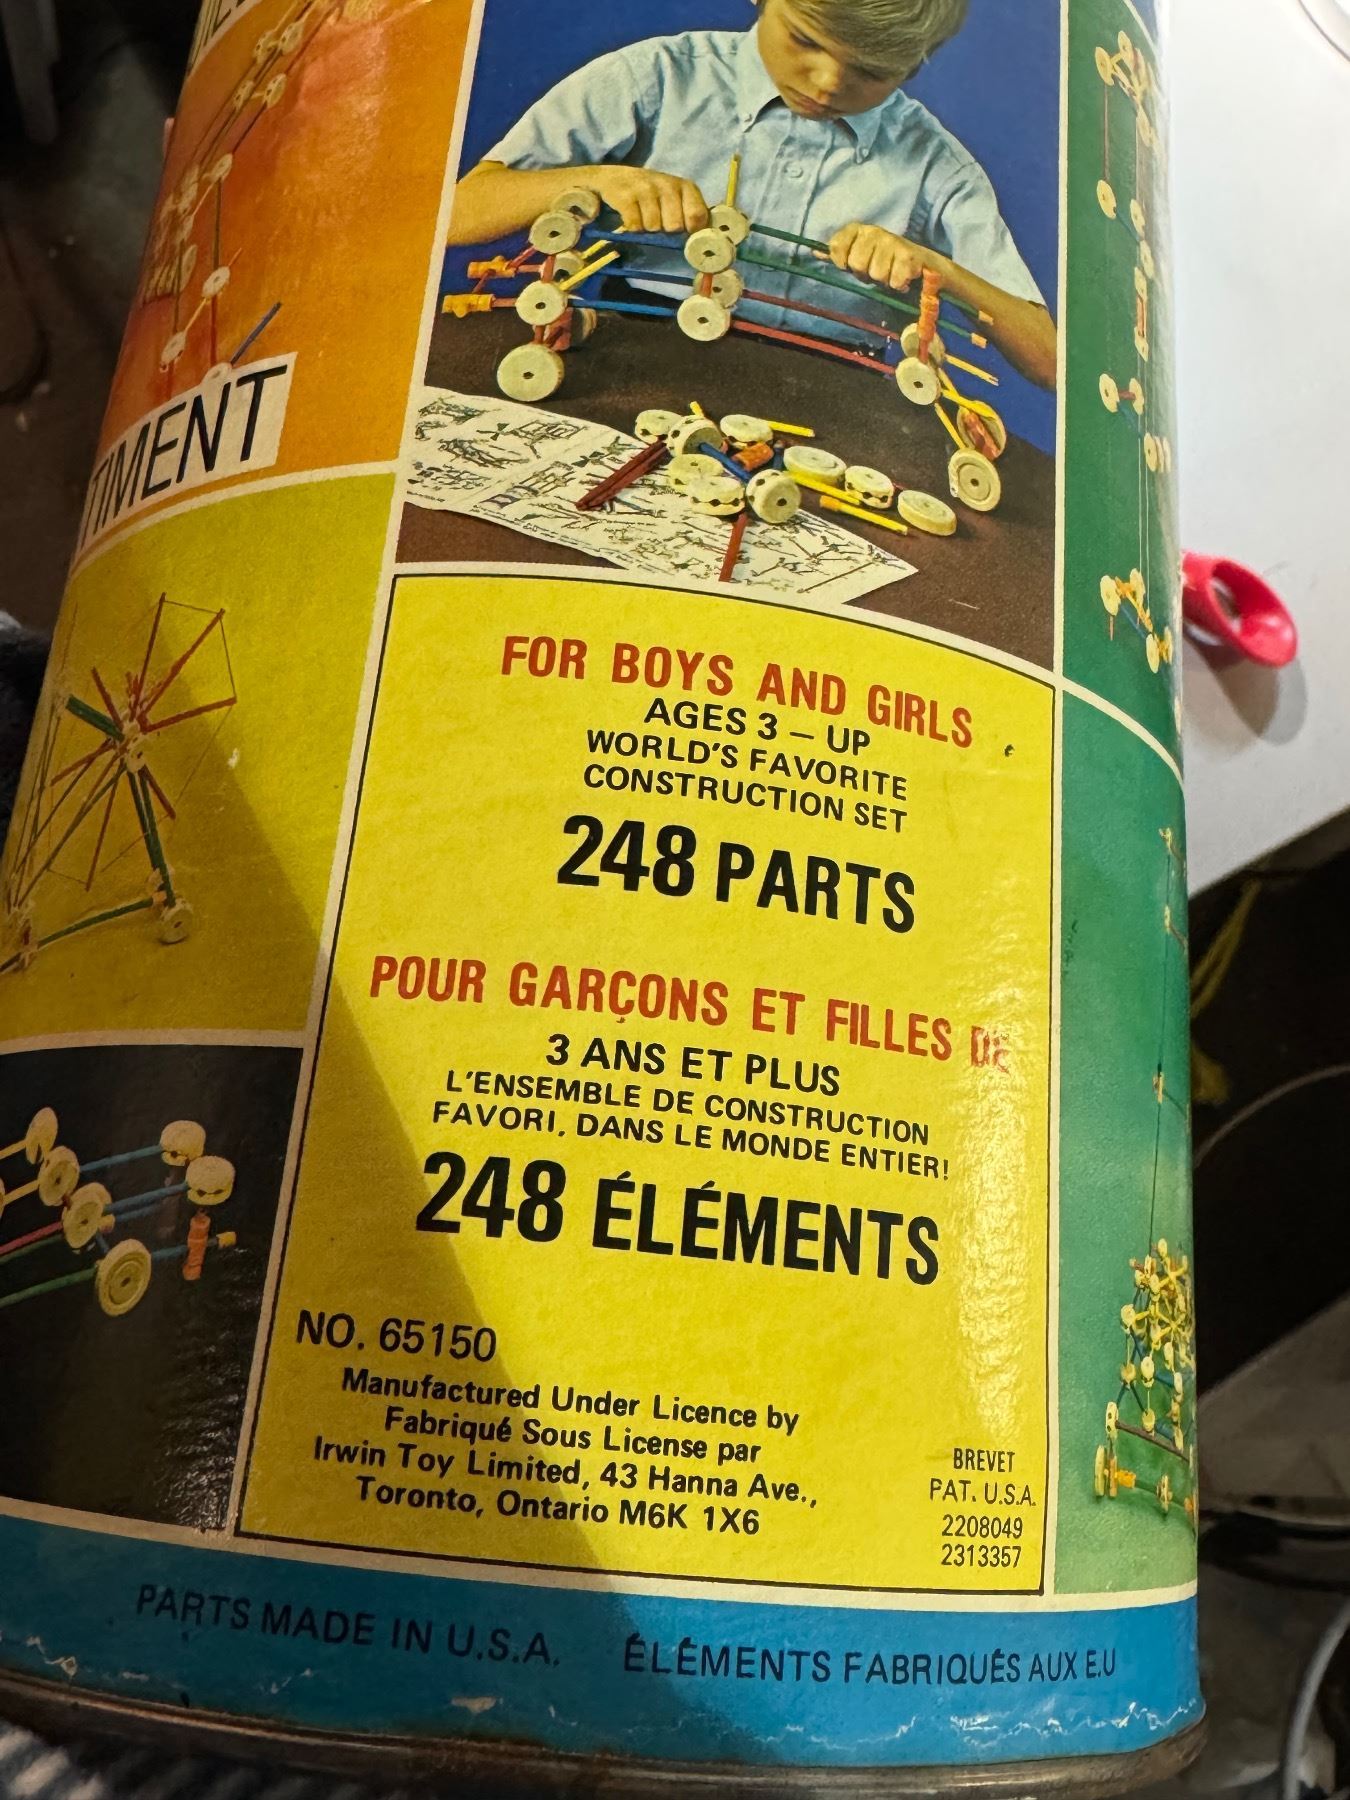 TIMENT
FOR BOYS AND GIRLS
AGES 3 – UP
WORLD'S FAVORITE
CONSTRUCTION SET
248 PARTS
POUR GARÇONS ET FILLES DE
3 ANS ET PLUS
L'ENSEMBLE DE CONSTRUCTION
FAVORI, DANS LE MONDE ENTIER!
248 ÉLÉMENTS
NO. 65150
Manufactured Under Licence by
Fabriqué Sous License par
Irwin Toy Limited, 43 Hanna Ave.,
Toronto, Ontario M6K 1X6
BREVET
PAT. U.S.A.
2208049
2313357
PARTS MADE IN U.S.A. ÉLÉMENTS FABRIQUÉS AUX E.U